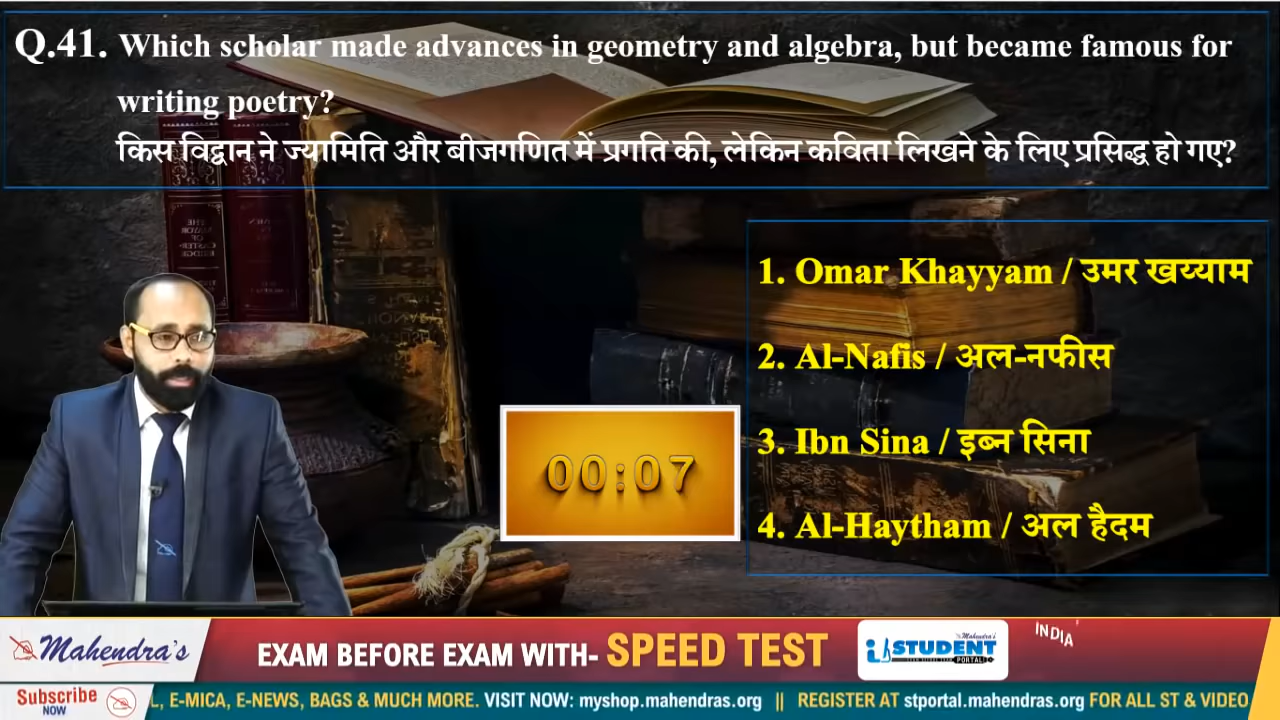 Q.41. Which scholar made advances in geometry and algebra, but became famous for
writing poetry?
किस विद्वान ने ज्यामिति और बीजगणित में प्रगति की, लेकिन कविता लिखने के लिए प्रसिद्ध हो गए?
1. Omar Khayyam / उमर खय्याम
2. Al-Nafis / अल-नफीस
3. Ibn Sina / इब्न सिना
4. Al-Haytham / अल हैदम
00:07
Mahendra's
EXAM BEFORE EXAM WITH- SPEED TEST
Mahendra's
STUDENT
PORTAL
INDIA
Subscribe
NOW
L, E-MICA, E-NEWS, BAGS & MUCH MORE. VISIT NOW: myshop.mahendras.org || REGISTER AT stportal.mahendras.org FOR ALL ST & VIDEO